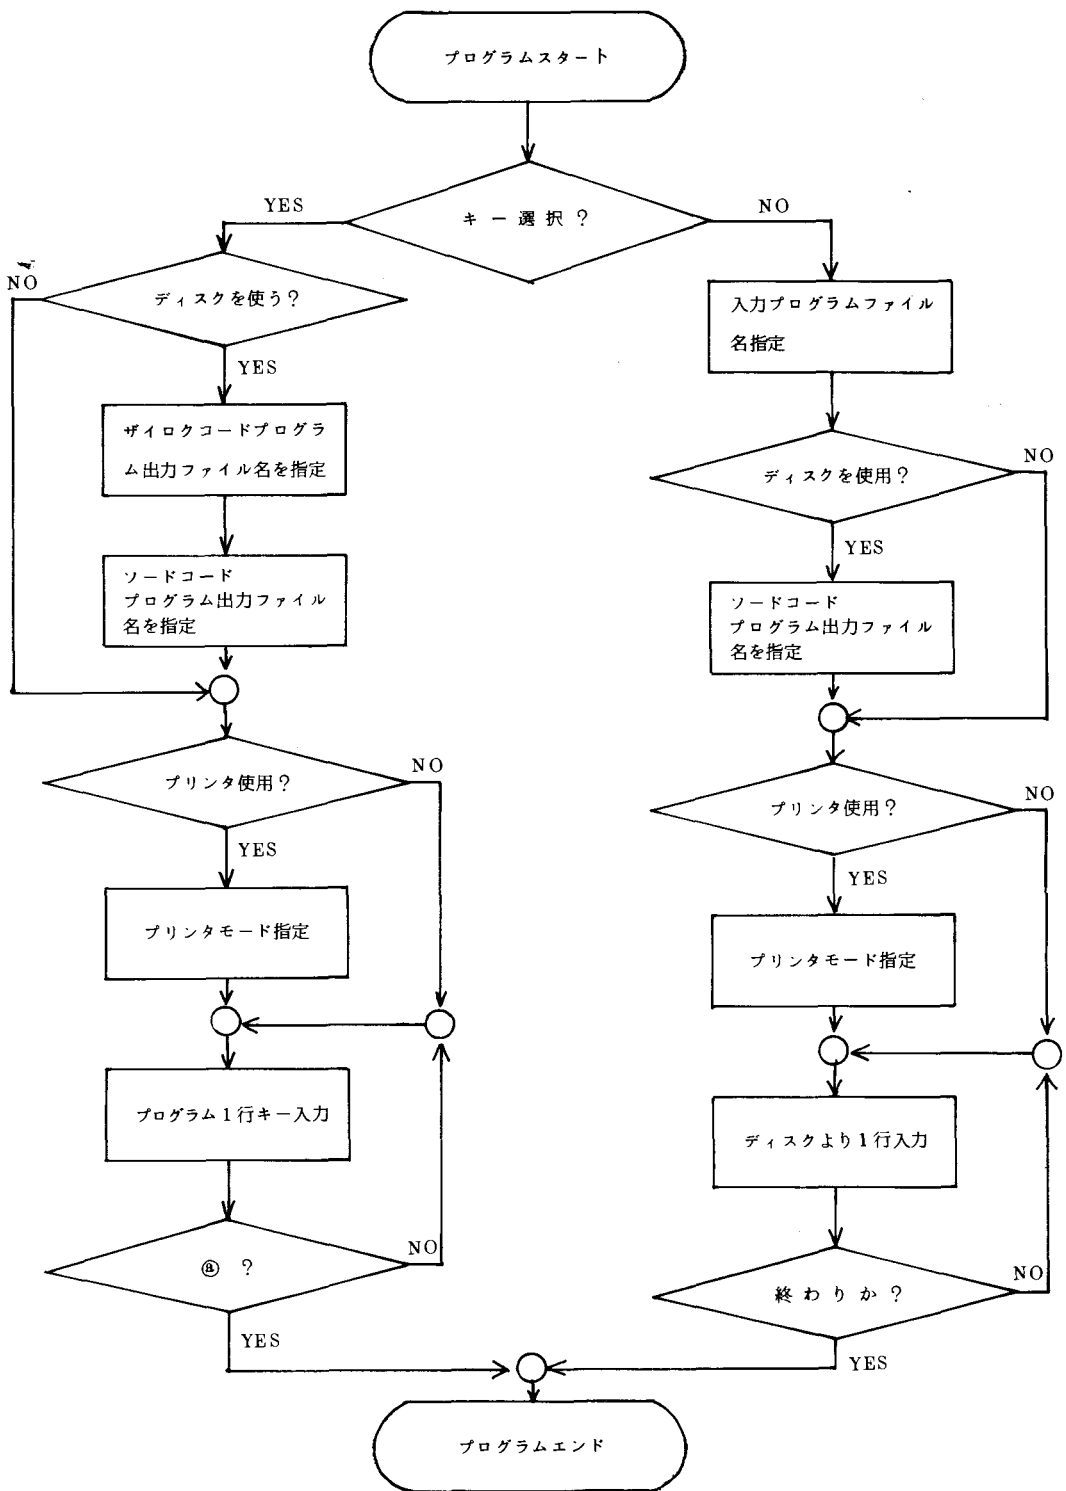 プログラムスタート
キー選択?
YES
NO
NO
ディスクを使う?
YES
ザイロクコードプログラ
ム出力ファイル名を指定
ソードコード
プログラム出力ファイル
名を指定
プリンタ使用?
NO
YES
プリンタモード指定
プログラム1行キー入力
ⓐ ?
NO
YES
入力プログラムファイル
名指定
ディスクを使用?
NO
YES
ソードコード
プログラム出力ファイル
名を指定
プリンタ使用?
NO
YES
プリンタモード指定
ディスクより1行入力
終わりか?
NO
YES
プログラムエンド